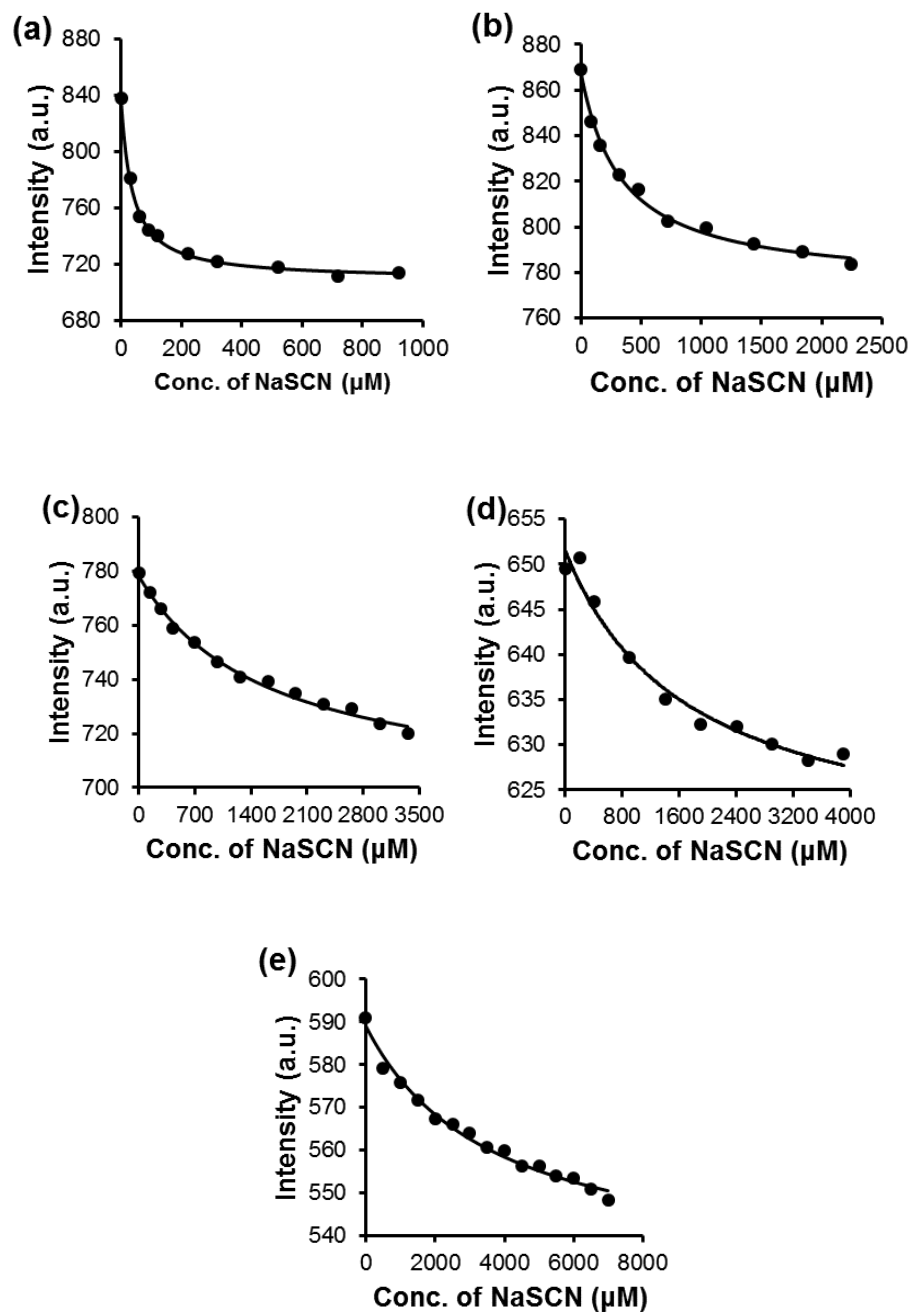 (a)
880
840
800
760
720
680
Intensity (a.u.)
0 200 400 600 800 1000
Conc. of NaSCN (µM)
(b)
880
860
840
820
800
780
760
Intensity (a.u.)
0 500 1000 1500 2000 2500
Conc. of NaSCN (µM)
(c)
800
780
760
740
720
700
Intensity (a.u.)
0 700 1400 2100 2800 3500
Conc. of NaSCN (µM)
(d)
655
650
645
640
635
630
625
Intensity (a.u.)
0 800 1600 2400 3200 4000
Conc. of NaSCN (µM)
(e)
600
590
580
570
560
550
540
Intensity (a.u.)
0 2000 4000 6000 8000
Conc. of NaSCN (µM)